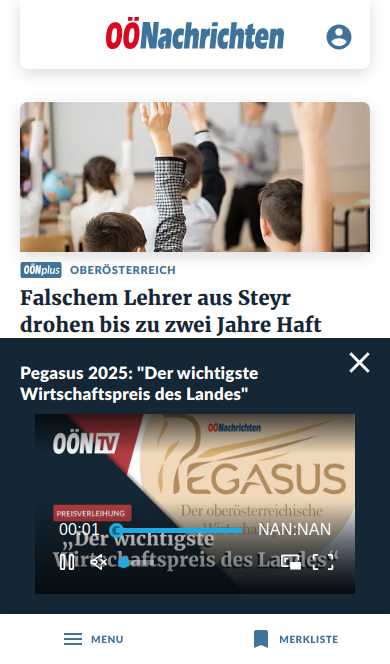 OÖNachrichten
OÖNplus OBERÖSTERREICH
Falschem Lehrer aus Steyr
drohen bis zu zwei Jahre Haft
Pegasus 2025: "Der wichtigste
Wirtschaftspreis des Landes"
OÖN TV
OÖNachrichten
PEGASUS
PREISVERLEIHUNG
Der oberösterreichische
Wirtschaftspreis
00:01
NAN:NAN
„Der wichtigste
Wirtschaftspreis des Landes“
MENU
MERKLISTE